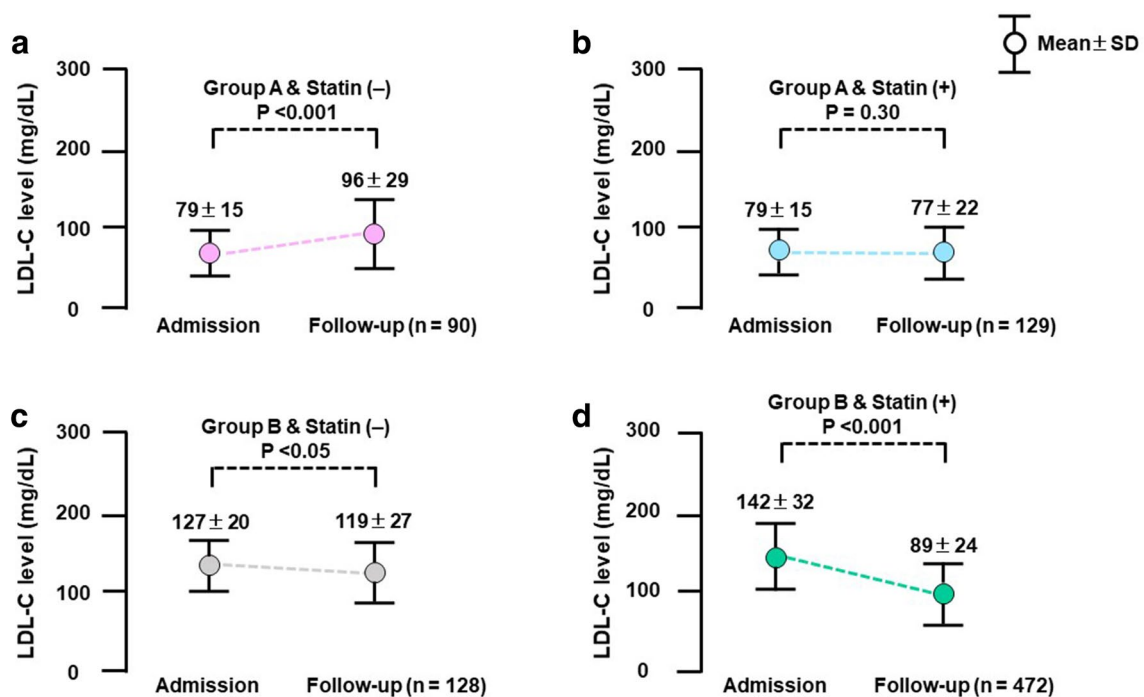 Mean±SD
a
LDL-C level (mg/dL)
300
200
100
0
Group A & Statin (–)
P <0.001
79±15
96±29
Admission
Follow-up (n = 90)
b
LDL-C level (mg/dL)
300
200
100
0
Group A & Statin (+)
P = 0.30
79±15
77±22
Admission
Follow-up (n = 129)
c
LDL-C level (mg/dL)
300
200
100
0
Group B & Statin (–)
P <0.05
127±20
119±27
Admission
Follow-up (n = 128)
d
LDL-C level (mg/dL)
300
200
100
0
Group B & Statin (+)
P <0.001
142±32
89±24
Admission
Follow-up (n = 472)